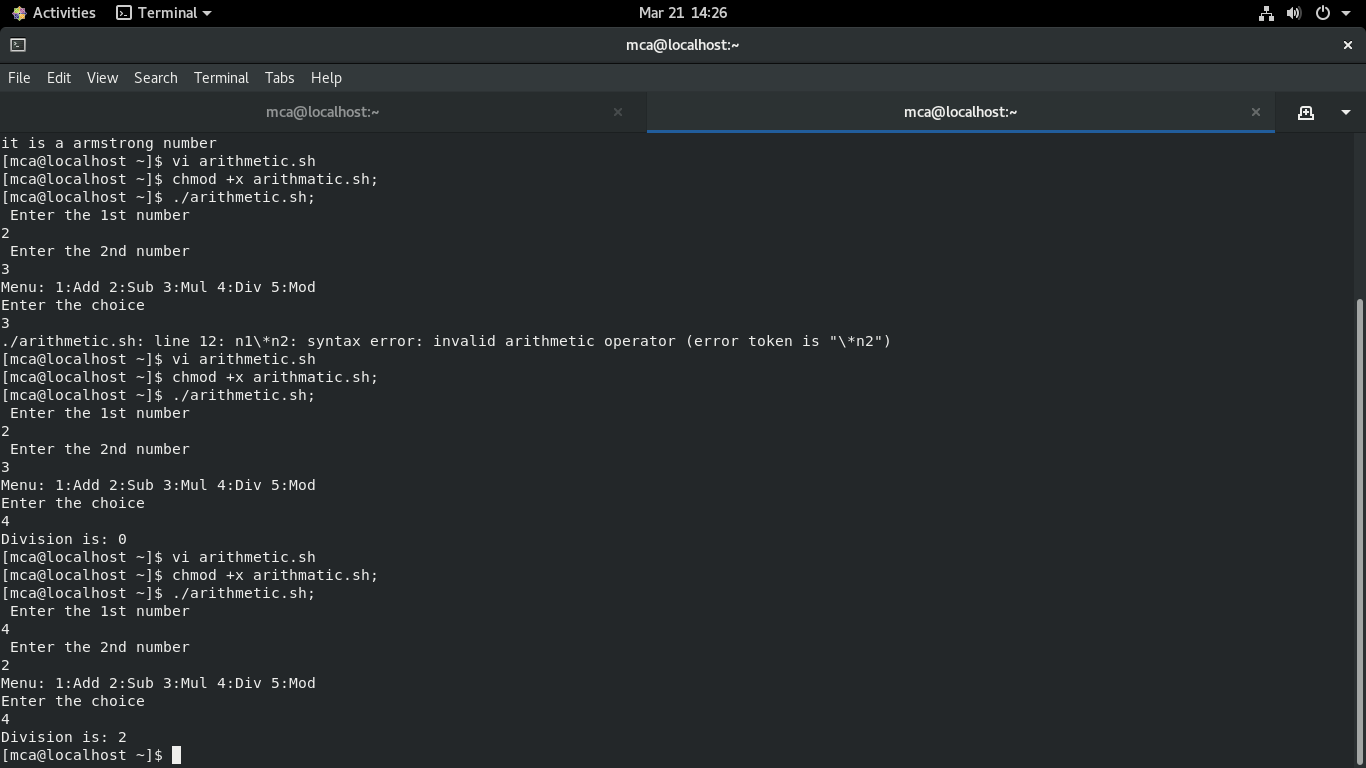 Activities Terminal Mar 21 14:26
mca@localhost:~
File Edit View Search Terminal Tabs Help
mca@localhost:~ mca@localhost:~
it is a armstrong number
[mca@localhost ~]$ vi arithmetic.sh
[mca@localhost ~]$ chmod +x arithmatic.sh;
[mca@localhost ~]$ ./arithmetic.sh;
 Enter the 1st number
2
 Enter the 2nd number
3
Menu: 1:Add 2:Sub 3:Mul 4:Div 5:Mod
Enter the choice
3
./arithmetic.sh: line 12: n1\*n2: syntax error: invalid arithmetic operator (error token is "\*n2")
[mca@localhost ~]$ vi arithmetic.sh
[mca@localhost ~]$ chmod +x arithmatic.sh;
[mca@localhost ~]$ ./arithmetic.sh;
 Enter the 1st number
2
 Enter the 2nd number
3
Menu: 1:Add 2:Sub 3:Mul 4:Div 5:Mod
Enter the choice
4
Division is: 0
[mca@localhost ~]$ vi arithmetic.sh
[mca@localhost ~]$ chmod +x arithmatic.sh;
[mca@localhost ~]$ ./arithmetic.sh;
 Enter the 1st number
4
 Enter the 2nd number
2
Menu: 1:Add 2:Sub 3:Mul 4:Div 5:Mod
Enter the choice
4
Division is: 2
[mca@localhost ~]$